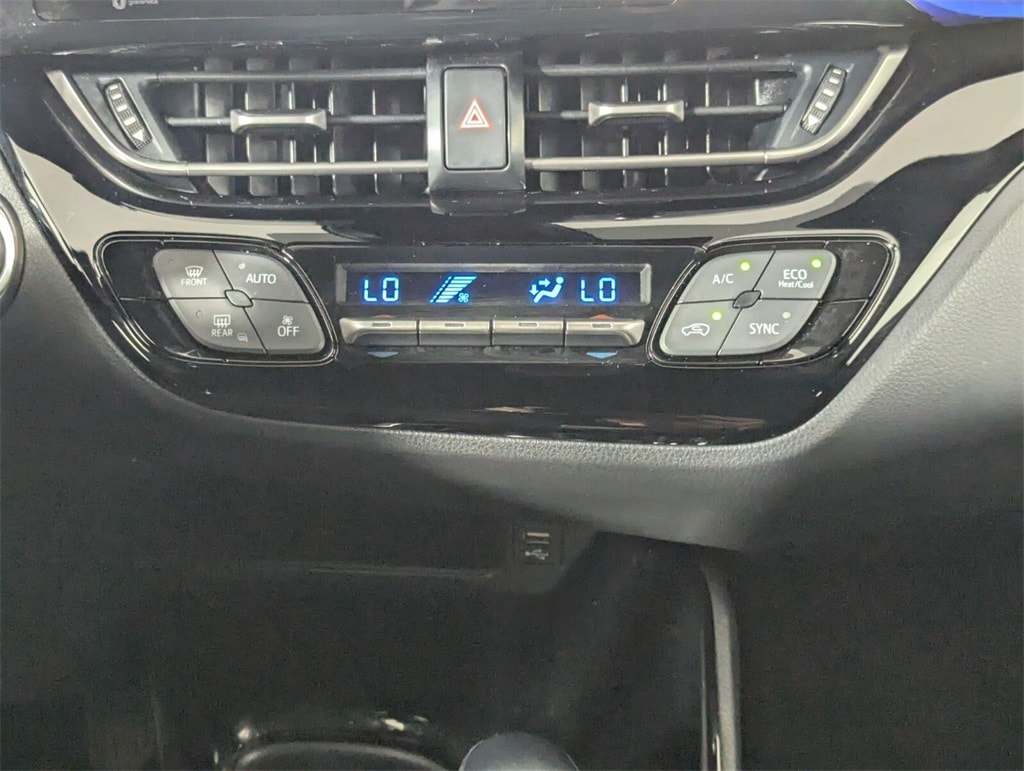 LO
LO
FRONT
AUTO
REAR
OFF
A/C
ECO
Heat/Cool
SYNC